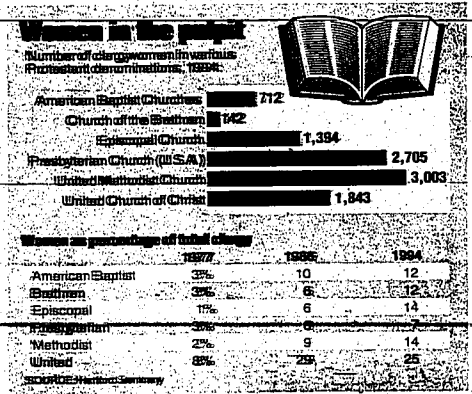 Women in the pulpit
Number of clergywomen in various
Protestant denominations, 1994:
American Baptist Churches 712
Church of the Brethren 142
Episcopal Church 1,394
Presbyterian Church (U.S.A.) 2,705
United Methodist Church 3,003
United Church of Christ 1,843
Women as percentage of total clergy
1977 1986 1994
American Baptist 3% 10 12
Brethren 3% 6 12
Episcopal 1% 6 14
Presbyterian 3%
Methodist 2% 9 14
United 8% 25
SOURCE: Hartford Seminary